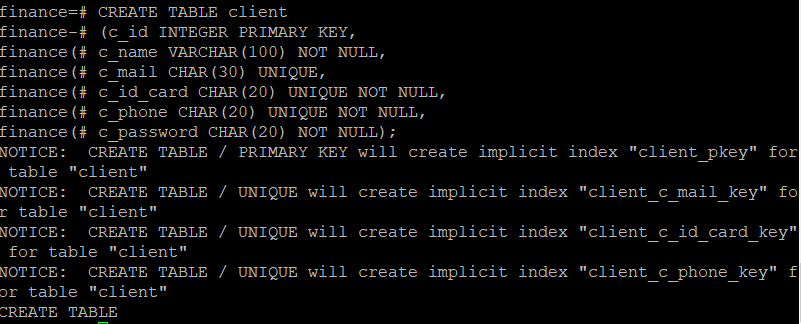 finance=# CREATE TABLE client
finance-# (c_id INTEGER PRIMARY KEY,
finance(# c_name VARCHAR(100) NOT NULL,
finance(# c_mail CHAR(30) UNIQUE,
finance(# c_id_card CHAR(20) UNIQUE NOT NULL,
finance(# c_phone CHAR(20) UNIQUE NOT NULL,
finance(# c_password CHAR(20) NOT NULL);
NOTICE:  CREATE TABLE / PRIMARY KEY will create implicit index "client_pkey" for
 table "client"
NOTICE:  CREATE TABLE / UNIQUE will create implicit index "client_c_mail_key" fo
r table "client"
NOTICE:  CREATE TABLE / UNIQUE will create implicit index "client_c_id_card_key"
 for table "client"
NOTICE:  CREATE TABLE / UNIQUE will create implicit index "client_c_phone_key" f
or table "client"
CREATE TABLE